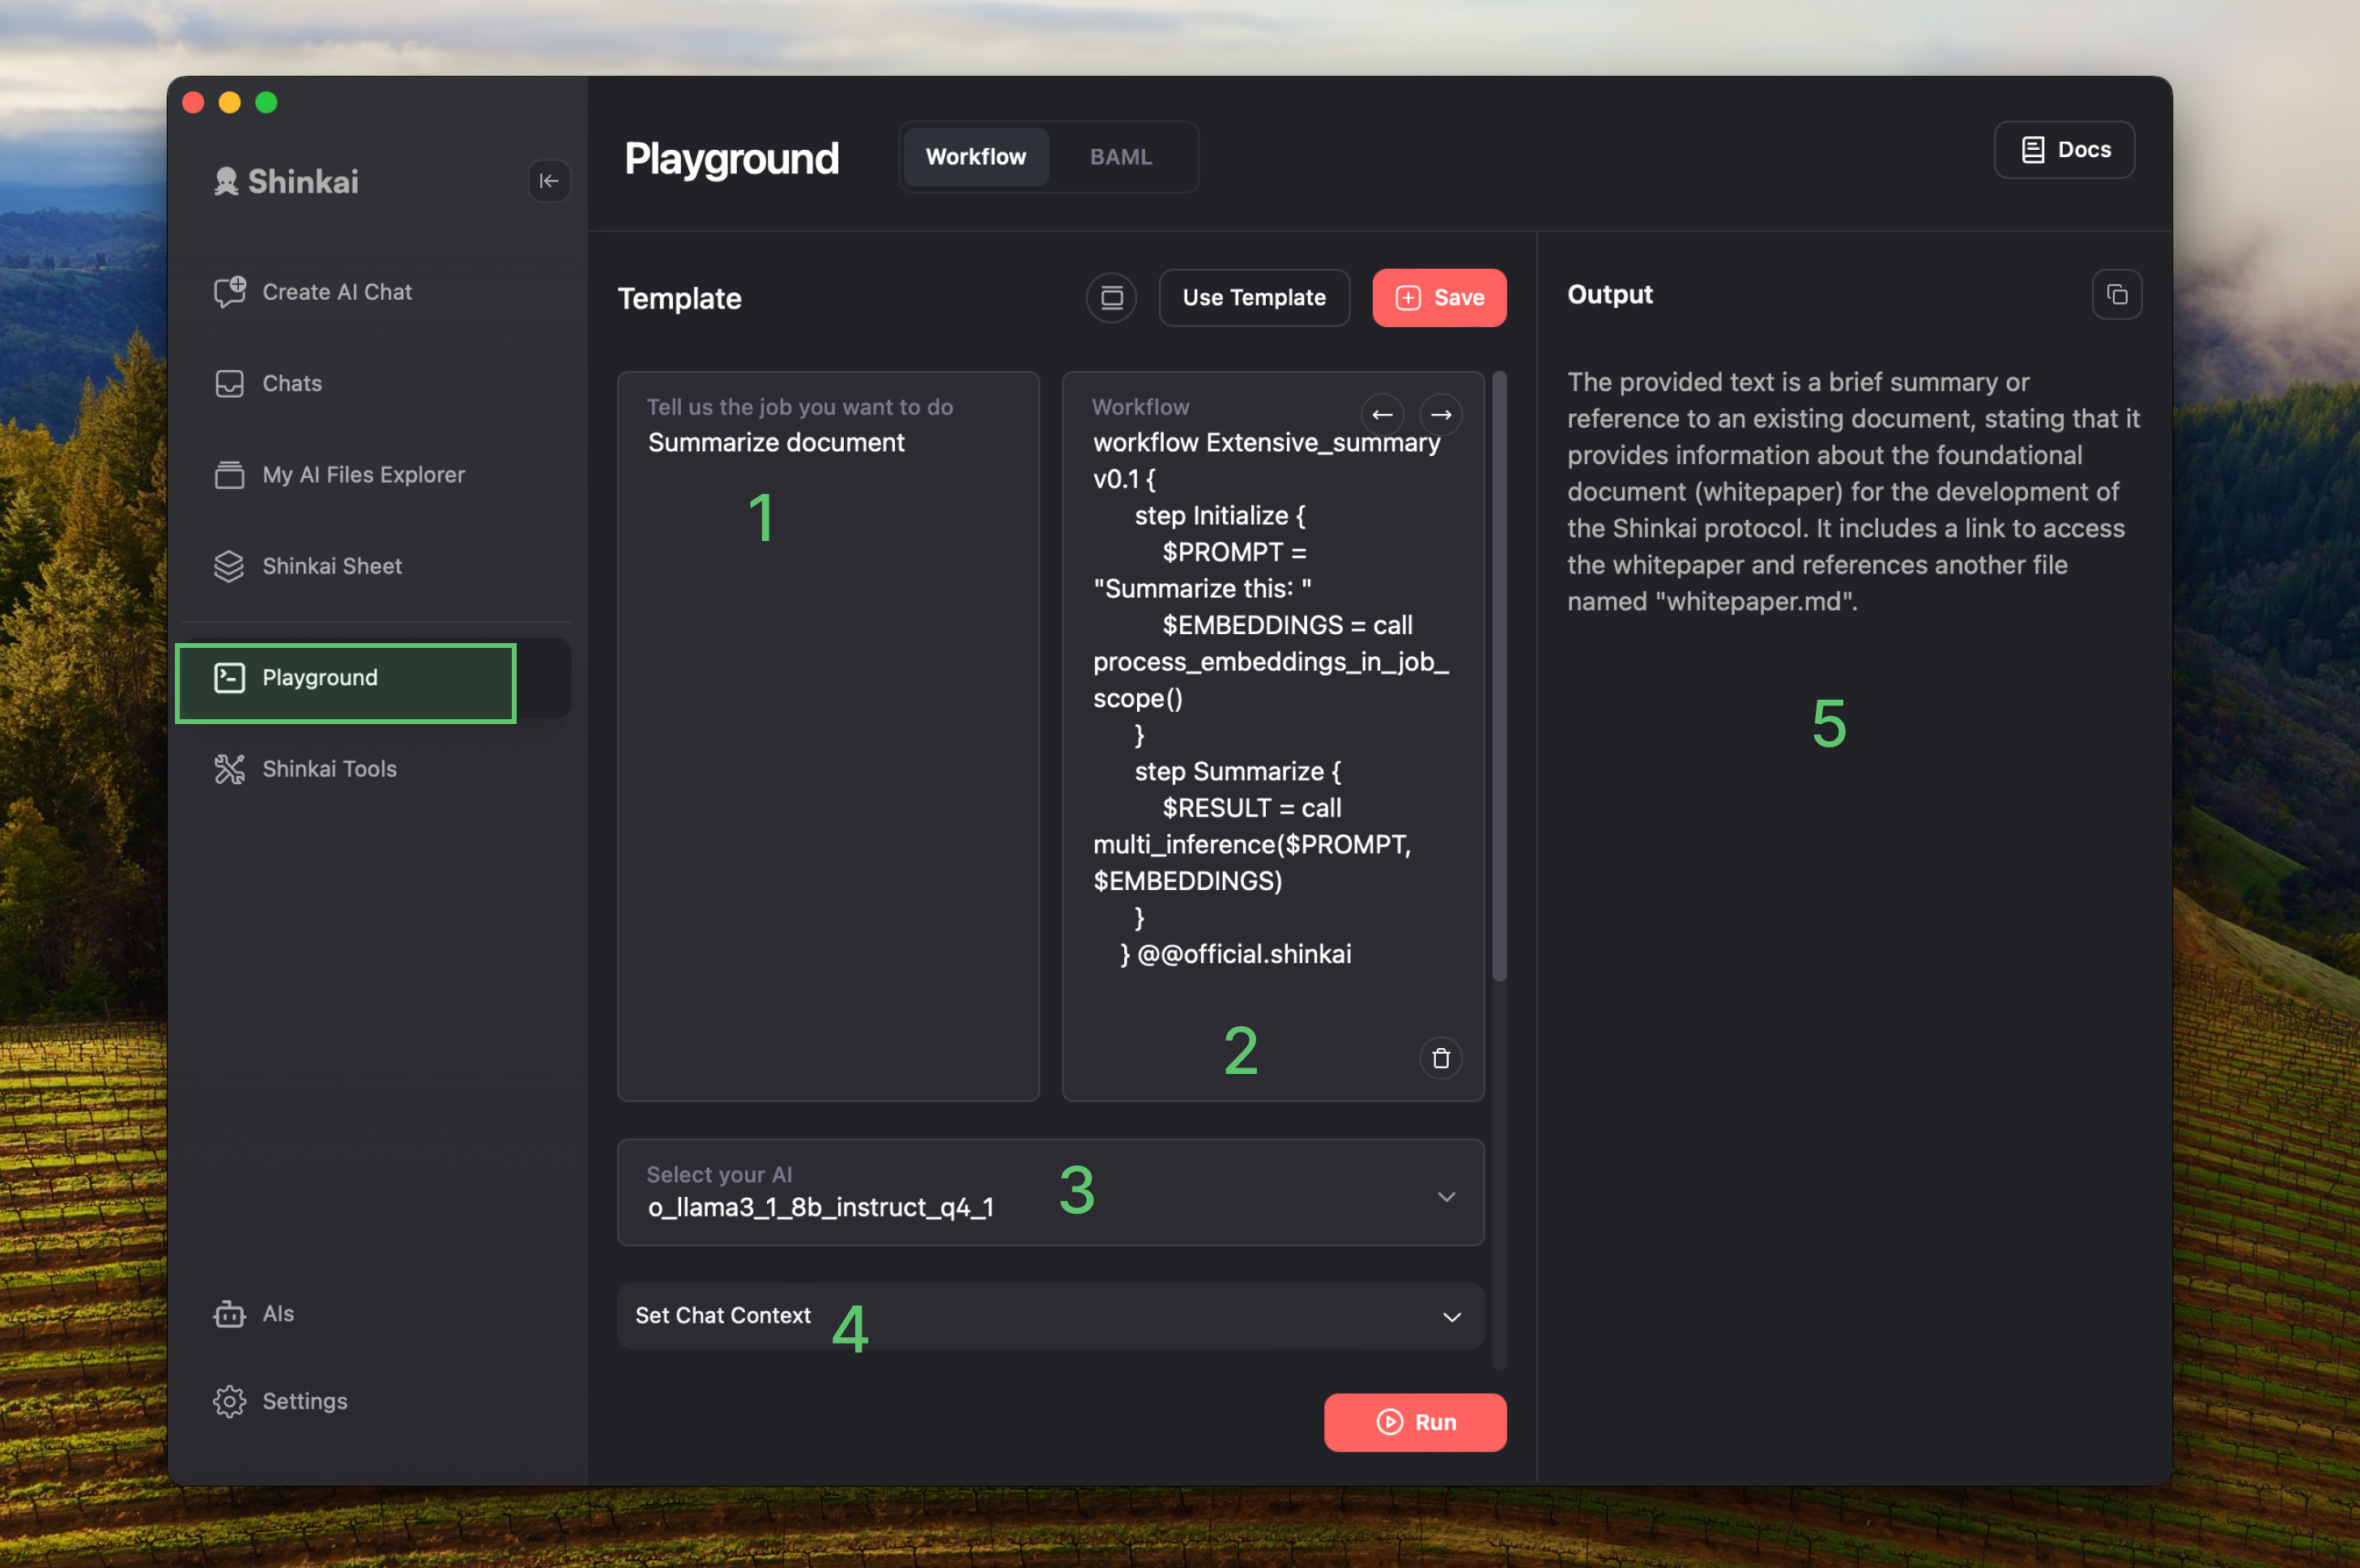 Shinkai
Create AI Chat
Chats
My AI Files Explorer
Shinkai Sheet
Playground
Shinkai Tools
AIs
Settings
Playground
Workflow
BAML
Docs
Template
Use Template
Save
Tell us the job you want to do
Summarize document
1
Workflow
workflow Extensive_summary
v0.1 {
step Initialize {
$PROMPT =
"Summarize this: "
$EMBEDDINGS = call
process_embeddings_in_job_
scope()
}
step Summarize {
$RESULT = call
multi_inference($PROMPT,
$EMBEDDINGS)
}
} @@official.shinkai
2
Select your AI
o_llama3_1_8b_instruct_q4_1
3
Set Chat Context
4
Run
Output
The provided text is a brief summary or
reference to an existing document, stating that it
provides information about the foundational
document (whitepaper) for the development of
the Shinkai protocol. It includes a link to access
the whitepaper and references another file
named "whitepaper.md".
5